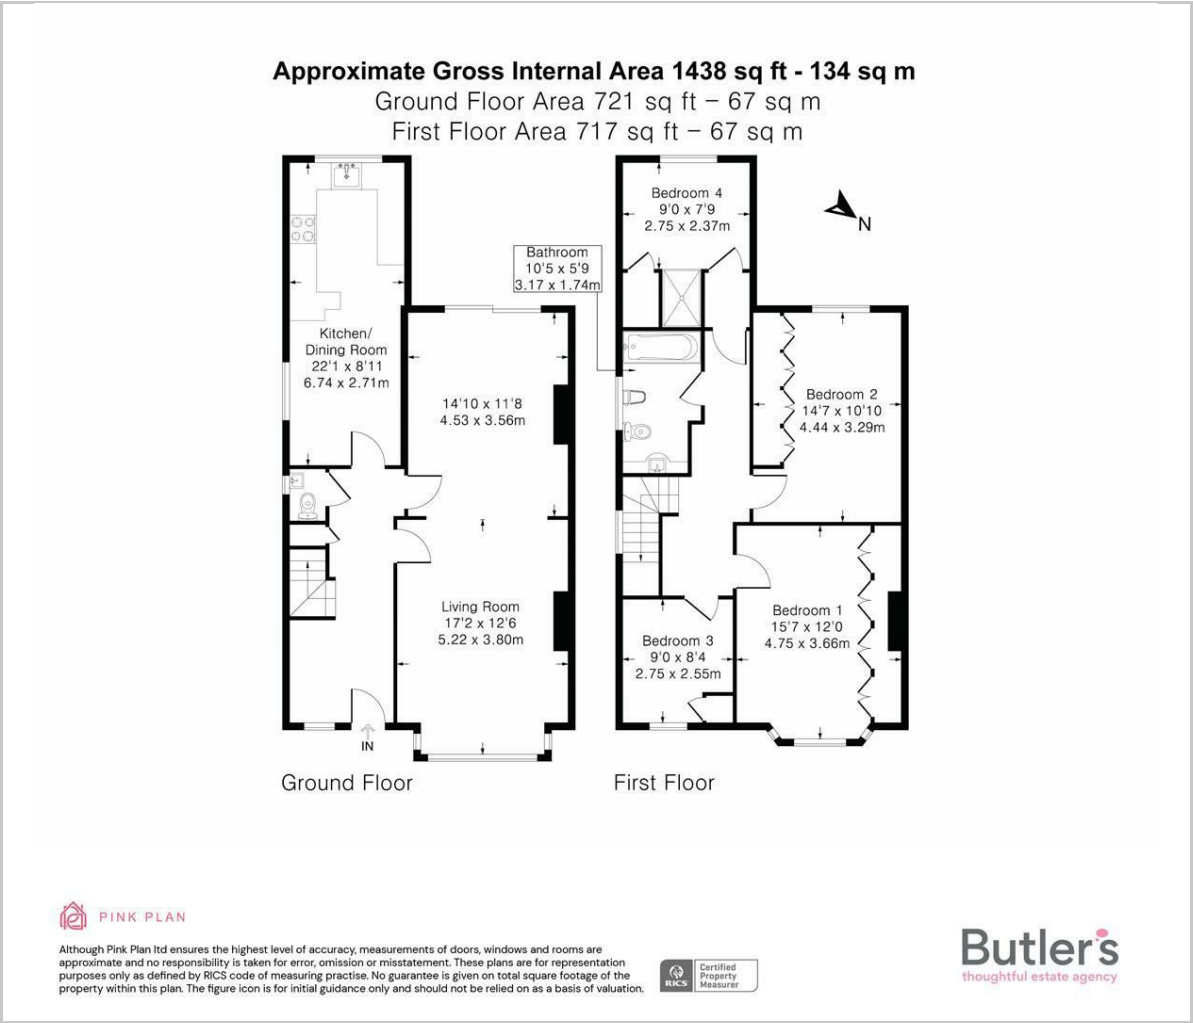 Approximate Gross Internal Area 1438 sq ft - 134 sq m
Ground Floor Area 721 sq ft – 67 sq m
First Floor Area 717 sq ft – 67 sq m
Kitchen/
Dining Room
22'1 x 8'11
6.74 x 2.71m
14'10 x 11'8
4.53 x 3.56m
Living Room
17'2 x 12'6
5.22 x 3.80m
IN
Ground Floor
Bedroom 4
9'0 x 7'9
2.75 x 2.37m
N
Bathroom
10'5 x 5'9
3.17 x 1.74m
Bedroom 2
14'7 x 10'10
4.44 x 3.29m
Bedroom 1
15'7 x 12'0
4.75 x 3.66m
Bedroom 3
9'0 x 8'4
2.75 x 2.55m
First Floor
PINK PLAN
Although Pink Plan ltd ensures the highest level of accuracy, measurements of doors, windows and rooms are
approximate and no responsibility is taken for error, omission or misstatement. These plans are for representation
purposes only as defined by RICS code of measuring practise. No guarantee is given on total square footage of the
property within this plan. The figure icon is for initial guidance only and should not be relied on as a basis of valuation.
RICS
Certified
Property
Measurer
Butler's
thoughtful estate agency